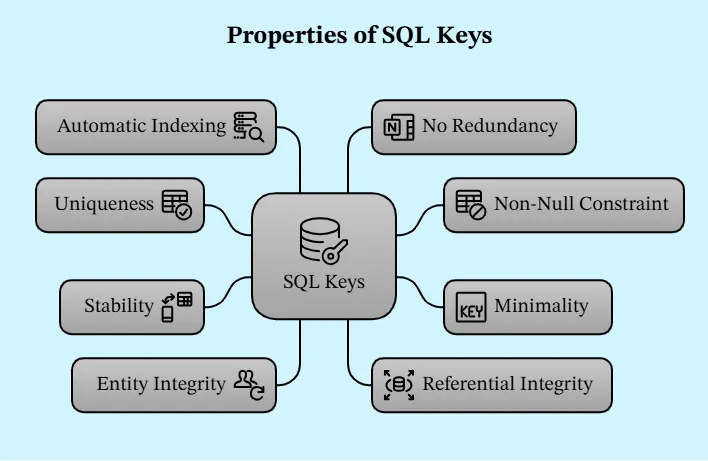 Properties of SQL Keys
Automatic Indexing
No Redundancy
N
Uniqueness
Non-Null Constraint
SQL Keys
Stability
KEY
Minimality
Entity Integrity
Referential Integrity